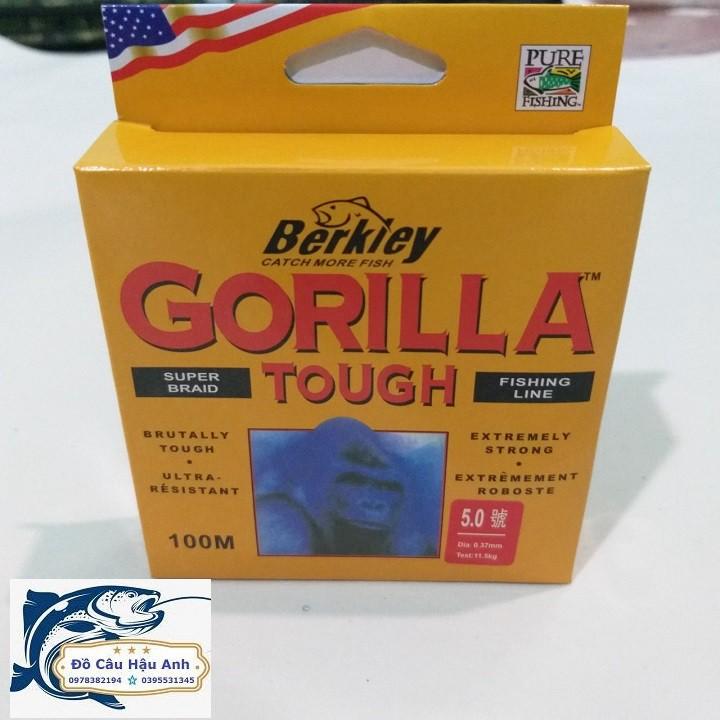 PURE
FISHING™
Berkley
CATCH MORE FISH
GORILLA™
TOUGH
SUPER
BRAID
FISHING
LINE
BRUTALLY
TOUGH
•
ULTRA-
RÉSISTANT
EXTREMELY
STRONG
•
EXTRÊMEMENT
ROBOSTE
100M
5.0 號
Dia: 0.37mm
Test:11.5kg
Đồ Câu Hậu Anh
0978382194 ☆ 0395531345